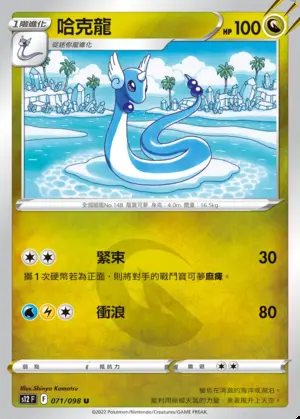 1階進化
哈克龍
HP 100
從迷你龍進化
全國圖鑑No.148 龍寶可夢 身高:4.0m 體重:16.5kg
緊束 30
擲1次硬幣若為正面,則將對手的戰鬥寶可夢麻痺。
衝浪 80
Illus. Shinya Komatsu
弱點 抵抗力 撤退
s12 F F 071/098 U
©2022 Pokémon/Nintendo/Creatures/GAME FREAK.